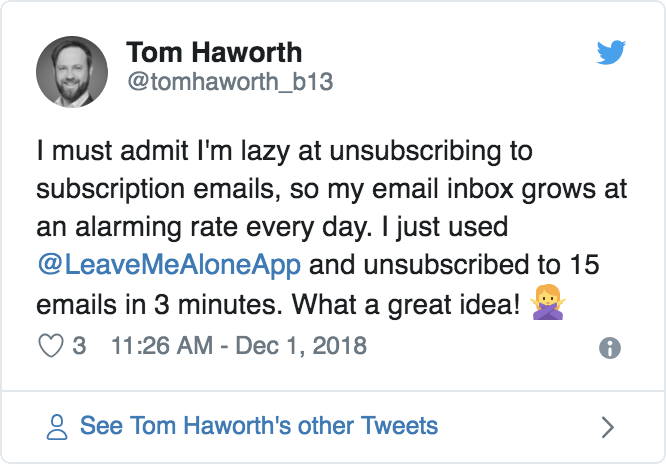 Tom Haworth
@tomhaworth_b13
I must admit I'm lazy at unsubscribing to
subscription emails, so my email inbox grows at
an alarming rate every day. I just used
@LeaveMeAloneApp and unsubscribed to 15
emails in 3 minutes. What a great idea! 🙅‍♀️
3 11:26 AM - Dec 1, 2018
See Tom Haworth's other Tweets